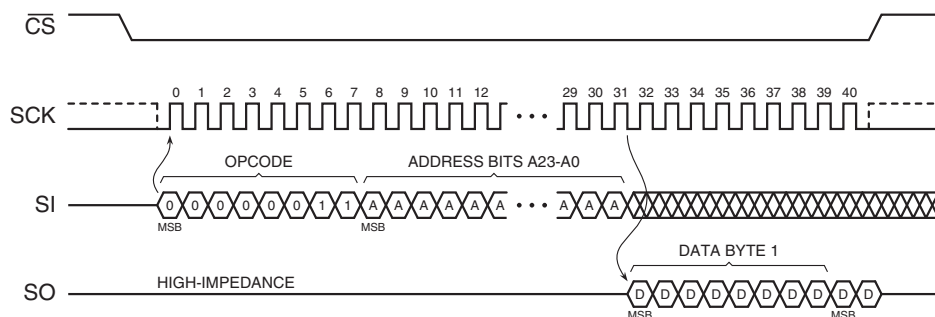 CS
SCK
0 1 2 3 4 5 6 7 8 9 10 11 12 29 30 31 32 33 34 35 36 37 38 39 40
OPCODE ADDRESS BITS A23-A0
SI
0 0 0 0 0 0 1 1 A A A A A A A A A
MSB MSB
DATA BYTE 1
HIGH-IMPEDANCE
SO
D D D D D D D D D D
MSB MSB